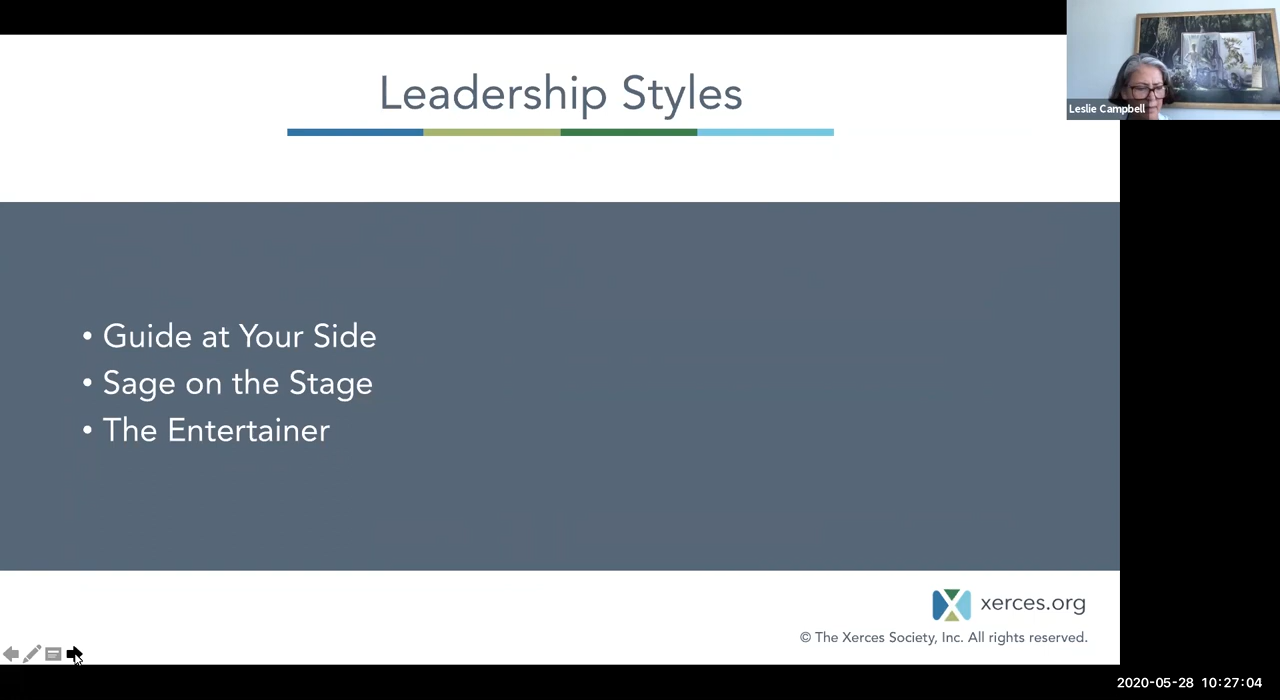 Leadership Styles
Leslie Campbell
• Guide at Your Side
• Sage on the Stage
• The Entertainer
xerces.org
© The Xerces Society, Inc. All rights reserved.
2020-05-28 10:27:04